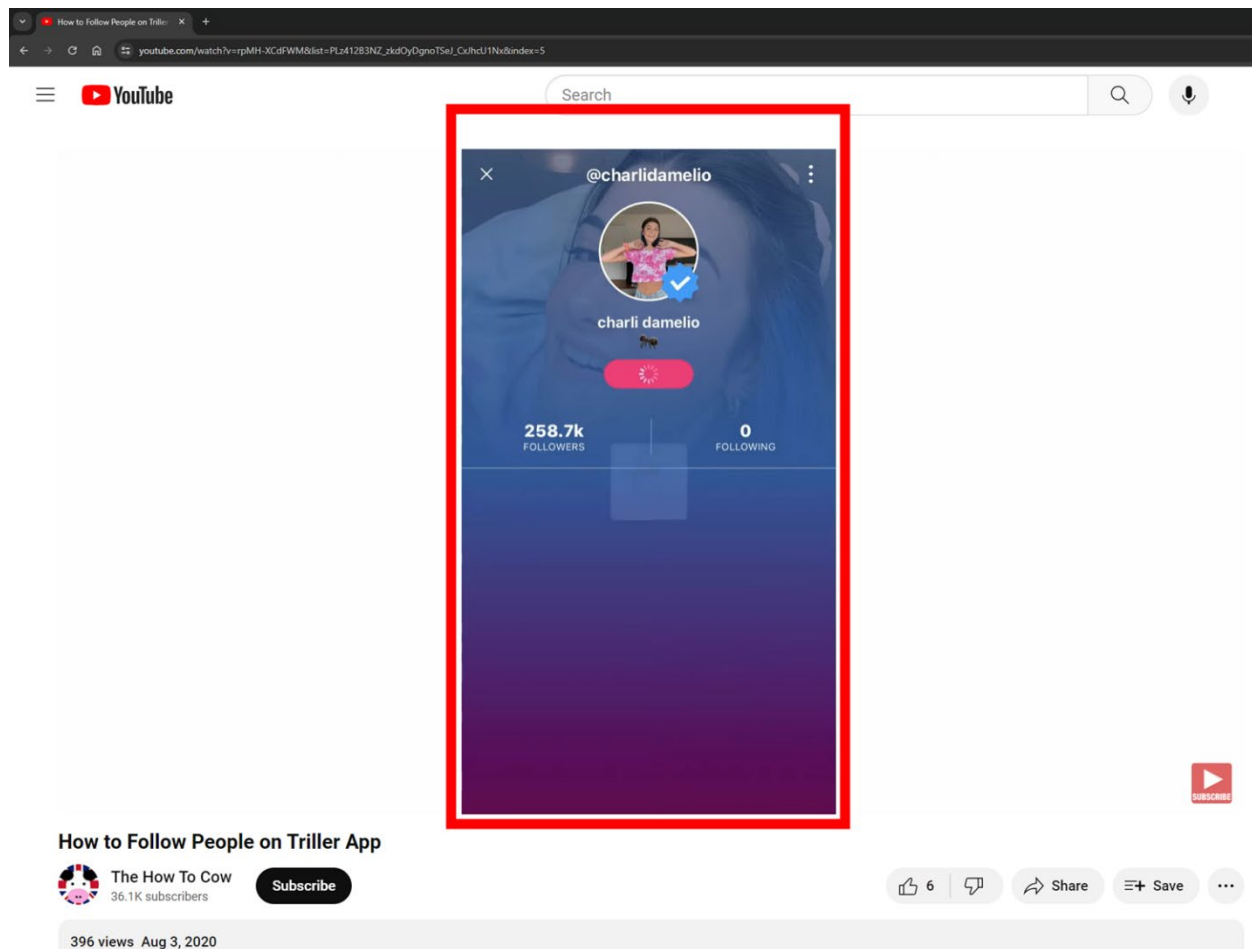 How to Follow People on Triller
youtube.com/watch?v=rpMH-XCdFWM&list=PLz41283NZ_zkdOyDgnoTSeJ_CxJhcU1Nx&index=5
YouTube
Search
@charlidamelio
charli damelio
258.7k
FOLLOWERS
0
FOLLOWING
SUBSCRIBE
How to Follow People on Triller App
The How To Cow
36.1K subscribers
Subscribe
6
Share
Save
396 views Aug 3, 2020